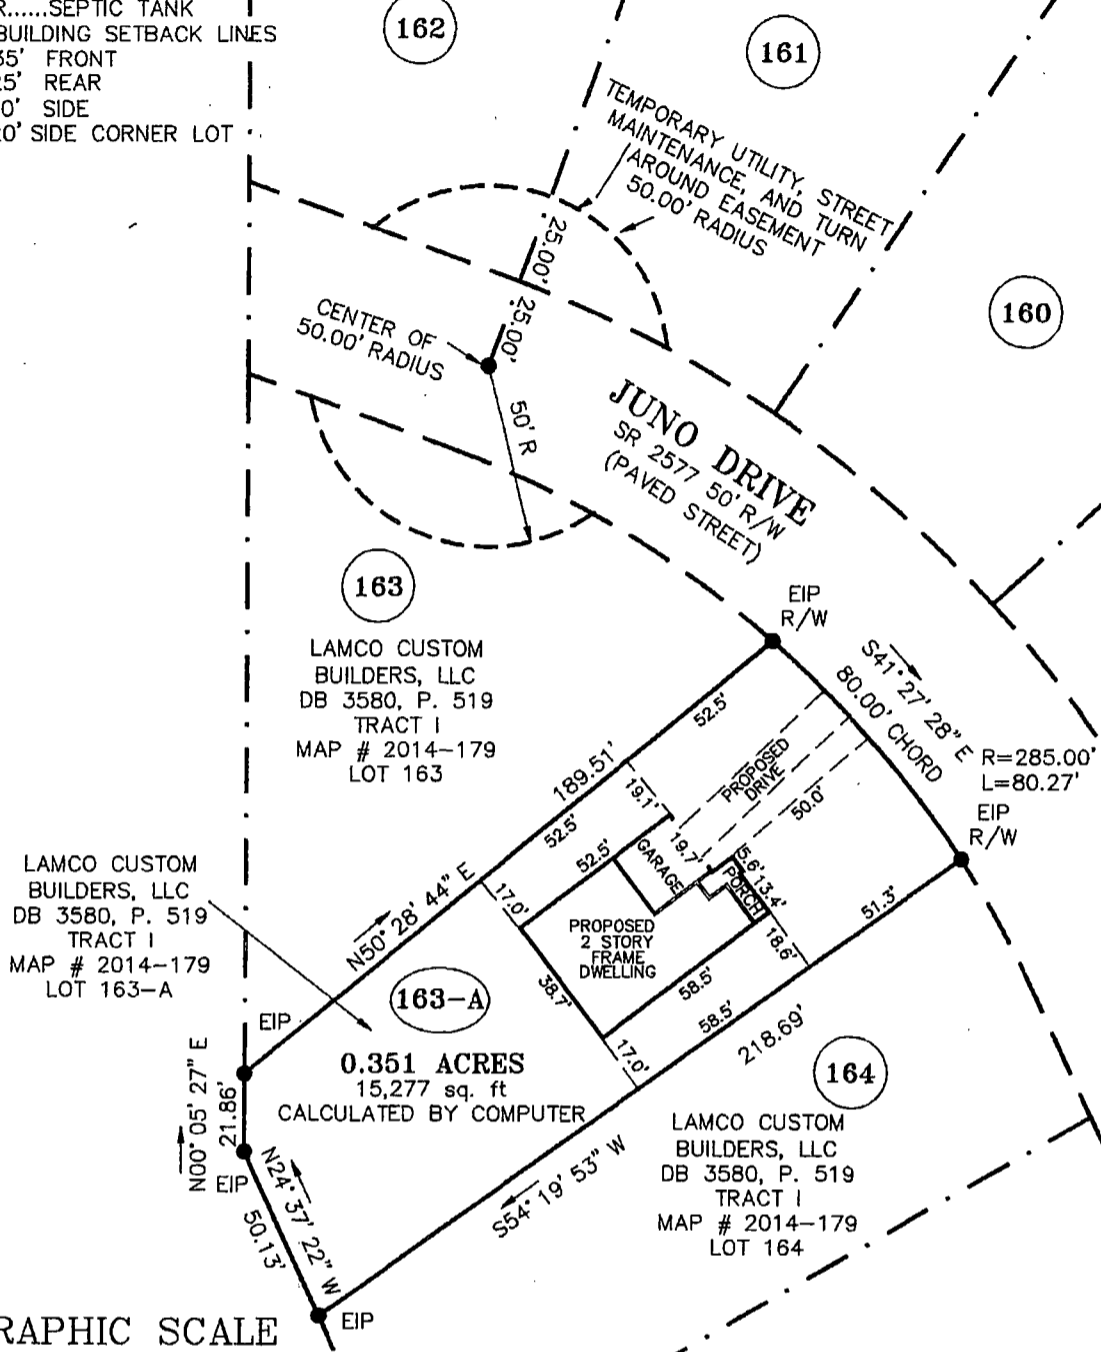 R......SEPTIC TANK
BUILDING SETBACK LINES
35' FRONT
25' REAR
0' SIDE
20' SIDE CORNER LOT
162
161
TEMPORARY UTILITY, STREET
MAINTENANCE, AND TURN
AROUND EASEMENT
50.00' RADIUS
25.00'
25.00'
CENTER OF
50.00' RADIUS
160
50' R
JUNO DRIVE
SR 2577 50' R/W
(PAVED STREET)
163
LAMCO CUSTOM
BUILDERS, LLC
DB 3580, P. 519
TRACT I
MAP # 2014-179
LOT 163
EIP
R/W
S41° 27' 28" E
80.00' CHORD
R=285.00'
L=80.27'
EIP
R/W
52.5'
189.51'
19.1'
PROPOSED
DRIVE
50.0'
52.5'
52.5'
19.7'
GARAGE
5.6'
13.4'
PORCH
N50° 28' 44" E
17.0'
PROPOSED
2 STORY
FRAME
DWELLING
51.3'
18.6'
38.7'
58.5'
58.5'
17.0'
218.69'
LAMCO CUSTOM
BUILDERS, LLC
DB 3580, P. 519
TRACT I
MAP # 2014-179
LOT 163-A
163-A
EIP
0.351 ACRES
15,277 sq. ft
CALCULATED BY COMPUTER
N00° 05' 27" E
21.86'
EIP
N24° 37' 22" W
50.13'
S54° 19' 53" W
164
LAMCO CUSTOM
BUILDERS, LLC
DB 3580, P. 519
TRACT I
MAP # 2014-179
LOT 164
EIP
RAPHIC SCALE